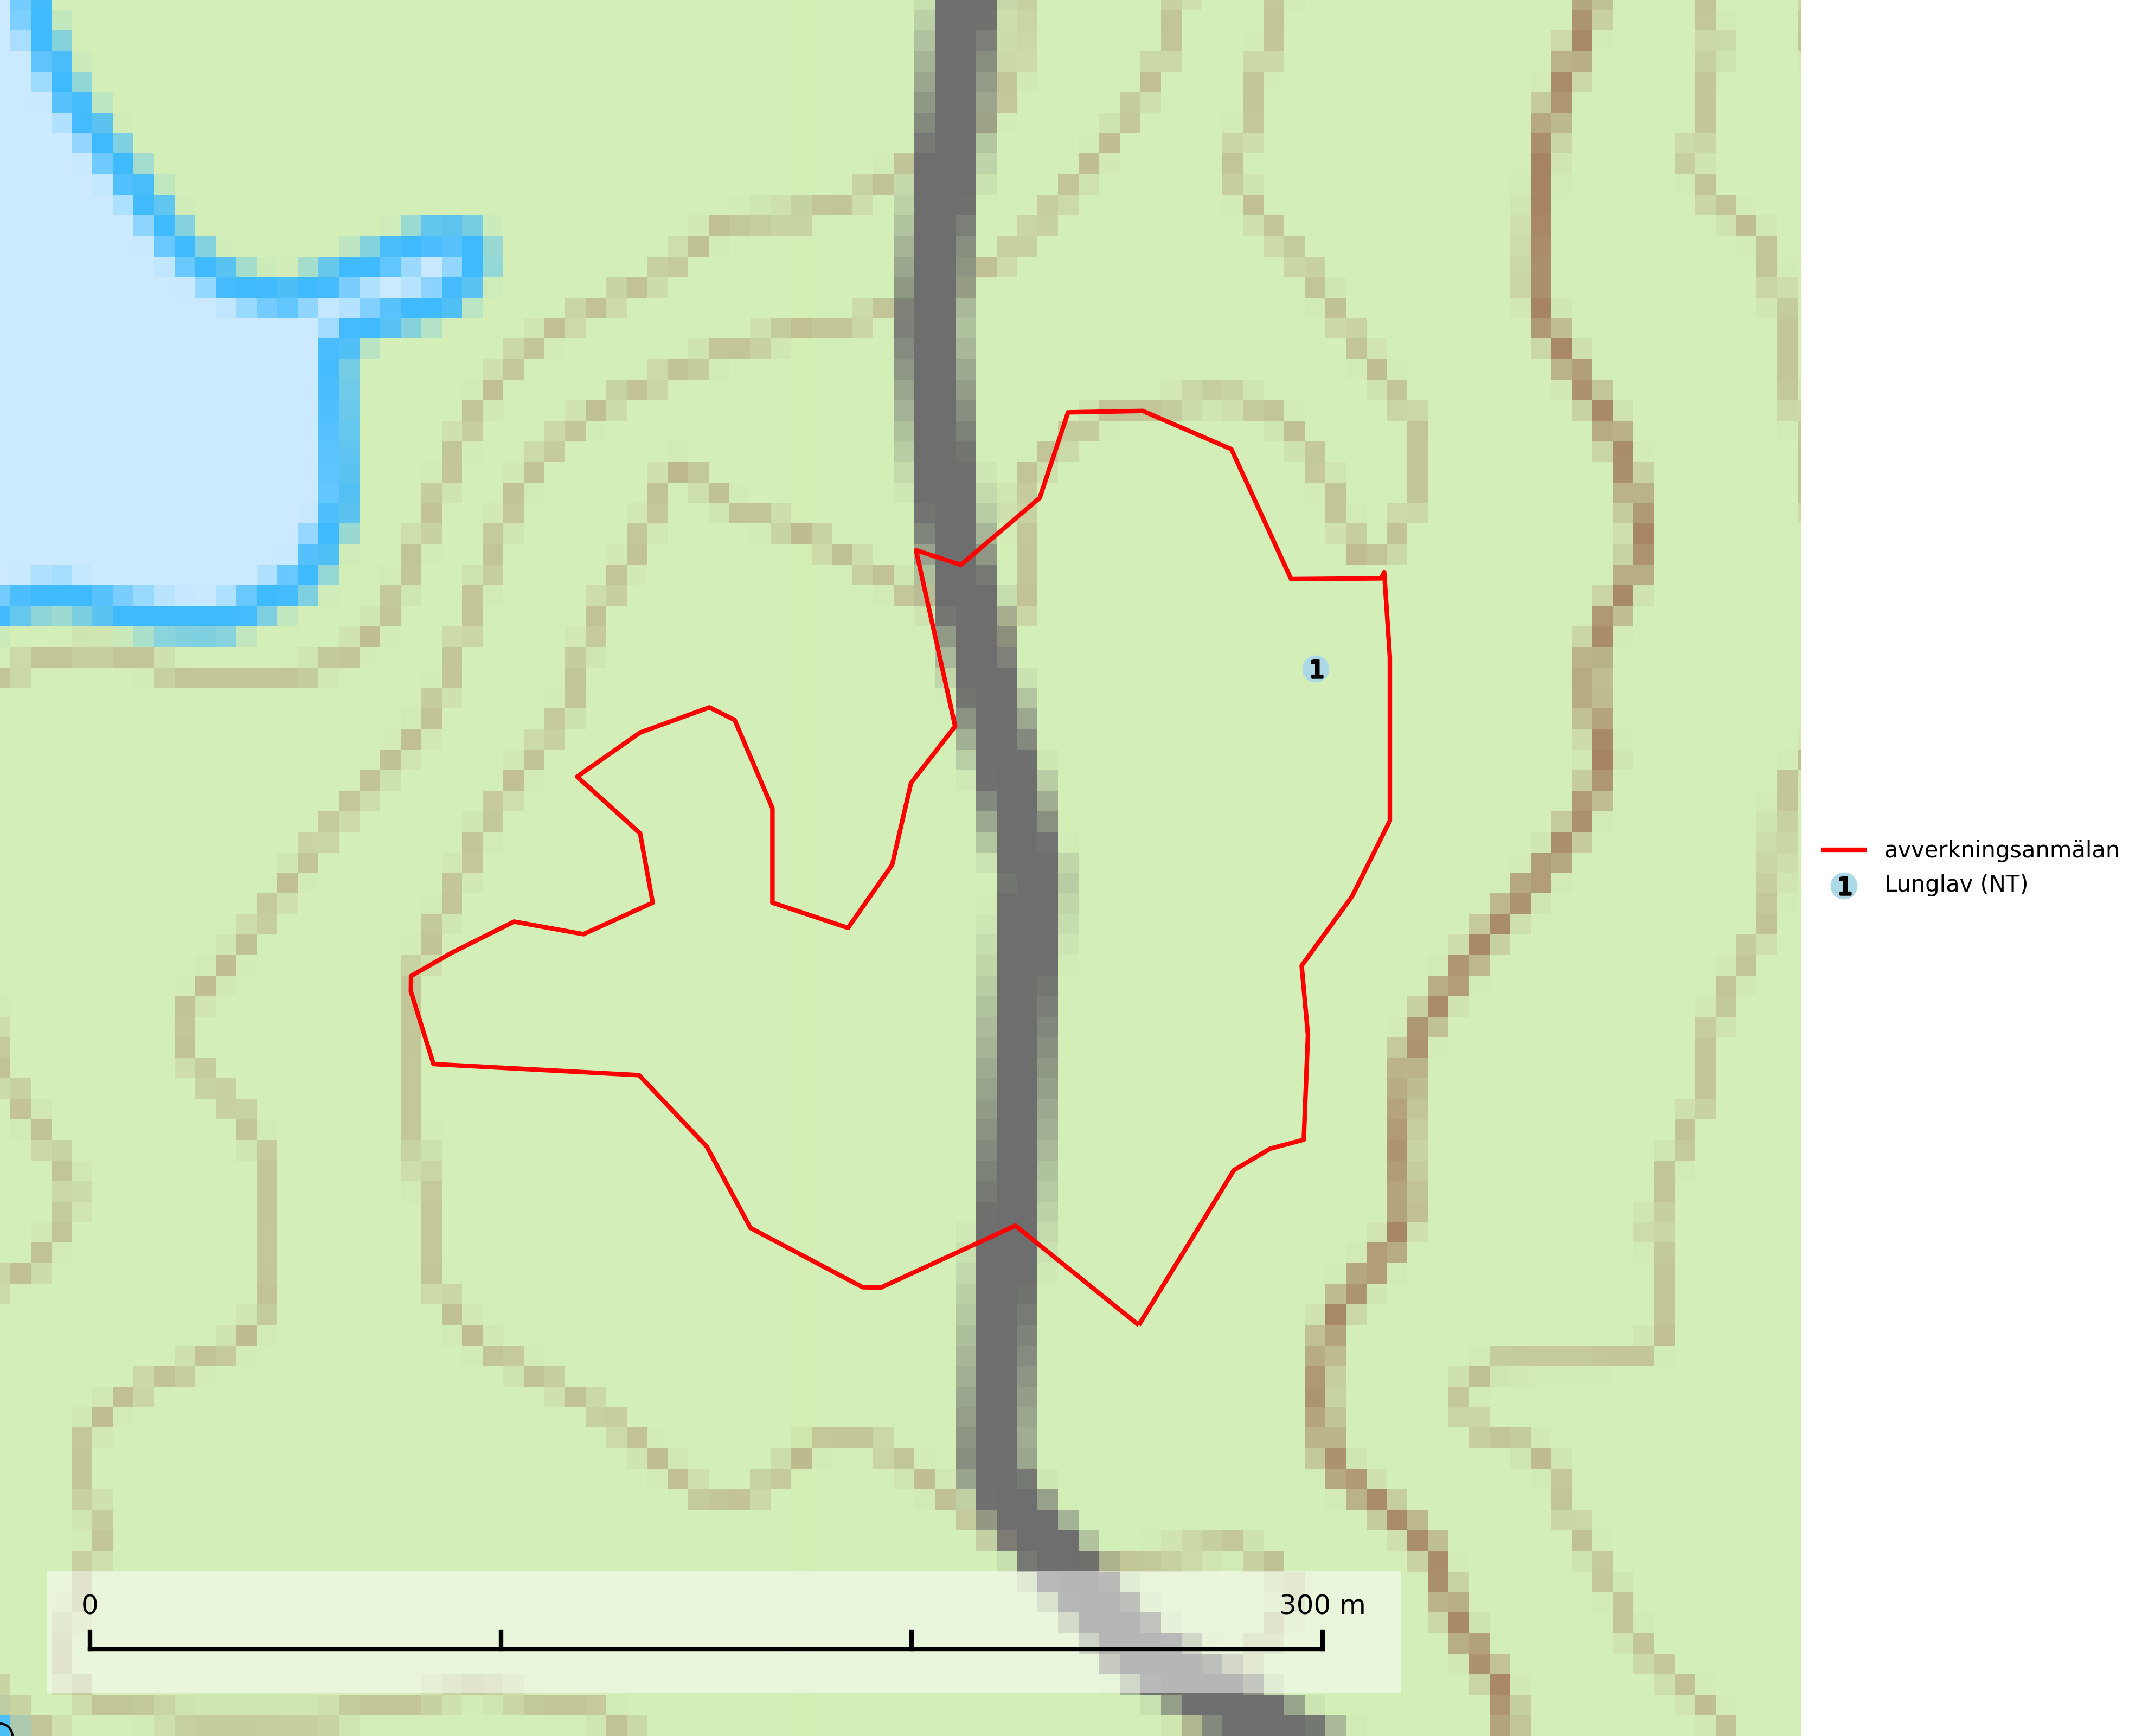 1
avverkningsanmälan
1 Lunglav (NT)
0 300 m